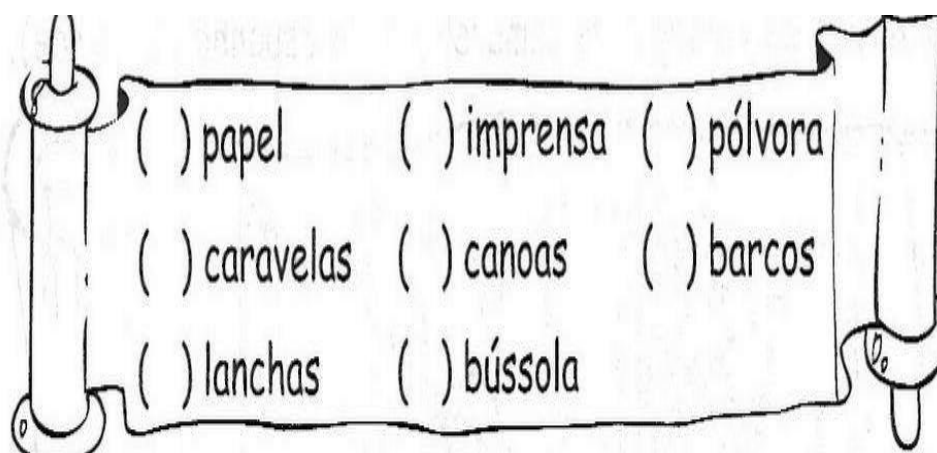 ( ) papel ( ) imprensa ( ) pólvora
( ) caravelas ( ) canoas ( ) barcos
( ) lanchas ( ) bússola